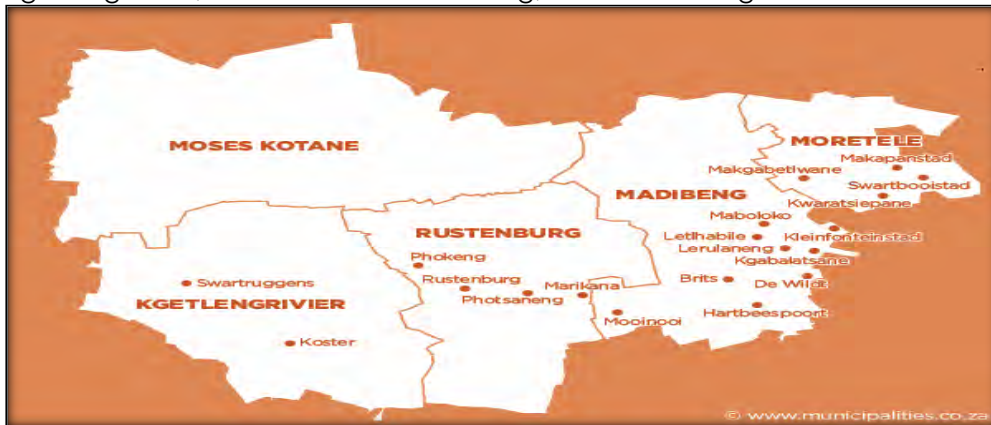 MOSES KOTANE
MORETELE
Makapanstad
Makgabetlwane
Swartbooistad
MADIBENG
Kwaratsiepane
Maboloko
RUSTENBURG
Letlhabile
Kleinfonteinstad
Lerulaneng
Kgabalatsane
Phokeng
Swartruggens
Rustenburg
Marikana
Brits
De Wildt
Photsaneng
KGETLENGRIVIER
Mooinooi
Hartbeespoort
Koster
© www.municipalities.co.za